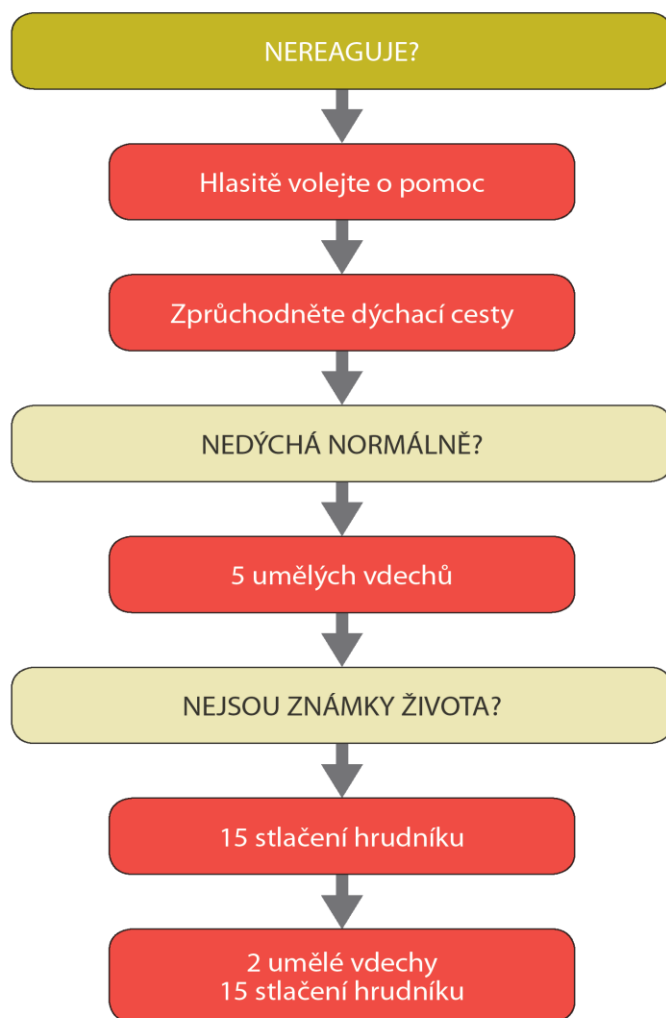 NEREAGUJE?
Hlasitě volejte o pomoc
Zprůchodněte dýchací cesty
NEDÝCHÁ NORMÁLNĚ?
5 umělých vdechů
NEJSOU ZNÁMKY ŽIVOTA?
15 stlačení hrudníku
2 umělé vdechy
15 stlačení hrudníku